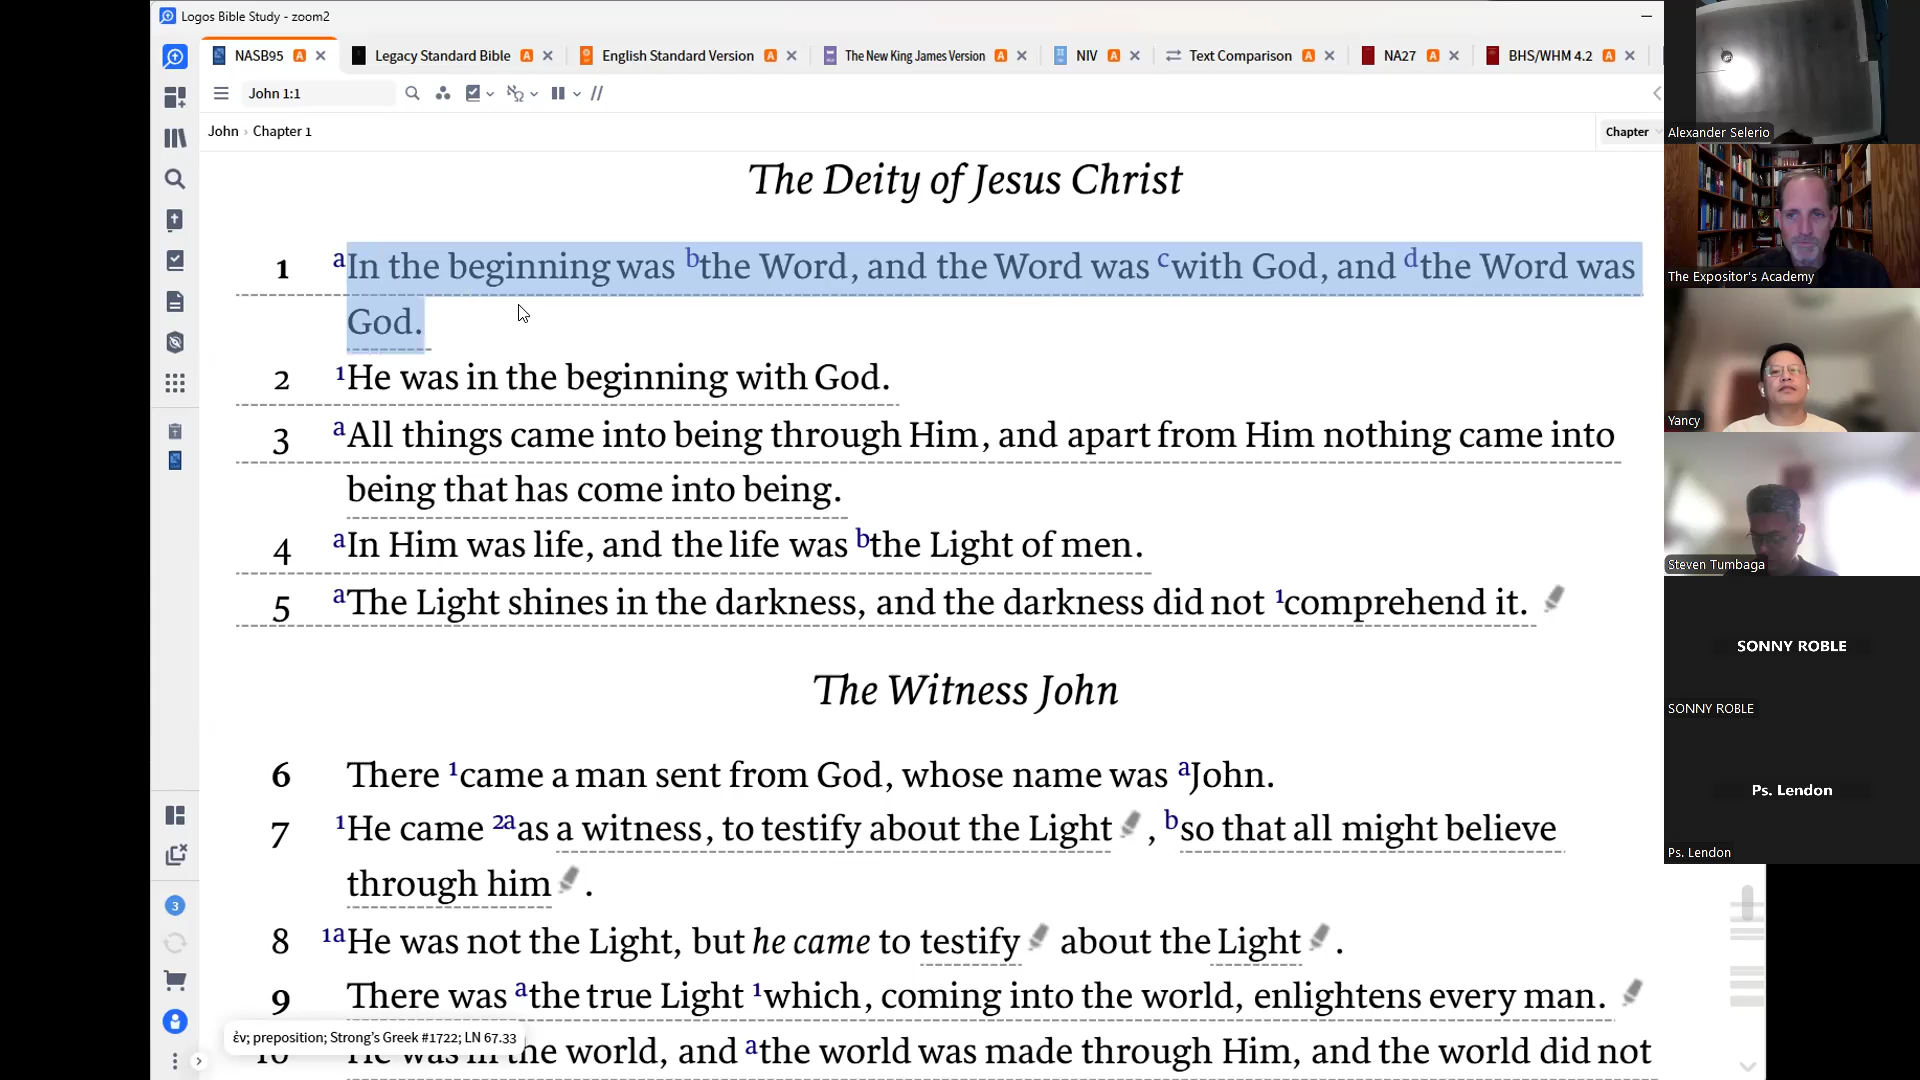 Logos Bible Study - zoom2
NASB95 A
Legacy Standard Bible A
English Standard Version A
The New King James Version A
NIV A
Text Comparison A
NA27 A
BHS/WHM 4.2 A
John 1:1
John › Chapter 1
Chapter
The Deity of Jesus Christ
1 aIn the beginning was bthe Word, and the Word was cwith God, and dthe Word was
God.
2 1He was in the beginning with God.
3 aAll things came into being through Him, and apart from Him nothing came into
being that has come into being.
4 aIn Him was life, and the life was bthe Light of men.
5 aThe Light shines in the darkness, and the darkness did not 1comprehend it.
The Witness John
6 There 1came a man sent from God, whose name was aJohn.
7 1He came 2aas a witness, to testify about the Light, bso that all might believe
through him.
8 1aHe was not the Light, but he came to testify about the Light.
9 There was athe true Light 1which, coming into the world, enlightens every man.
10 He was in the world, and athe world was made through Him, and the world did not
ἐν; preposition; Strong's Greek #1722; LN 67.33
3
Alexander Selerio
The Expositor's Academy
Yancy
Steven Tumbaga
SONNY ROBLE
SONNY ROBLE
Ps. Lendon
Ps. Lendon